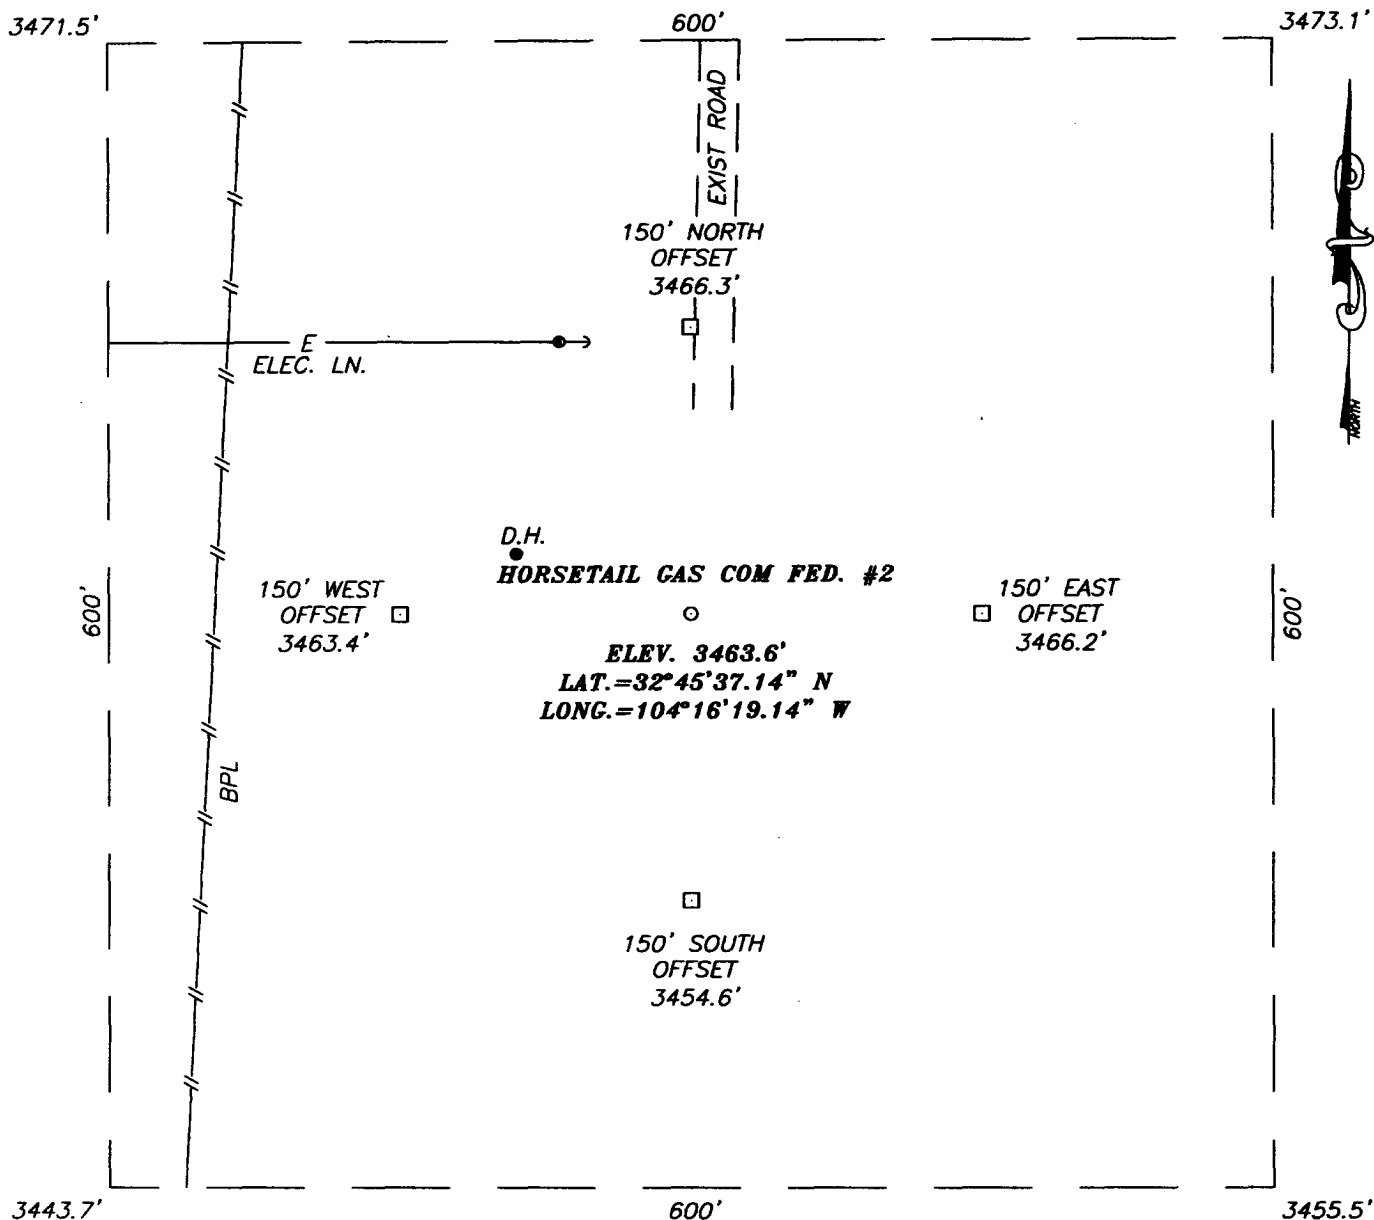 3471.5'
600'
3473.1'
EXIST ROAD
150' NORTH
OFFSET
3466.3'
E
ELEC. LN.
NORTH
D.H.
HORSETAIL GAS COM FED. #2
150' WEST
OFFSET
3463.4'
150' EAST
OFFSET
3466.2'
600'
600'
ELEV. 3463.6'
LAT.=32°45'37.14" N
LONG.=104°16'19.14" W
BPL
150' SOUTH
OFFSET
3454.6'
3443.7'
600'
3455.5'